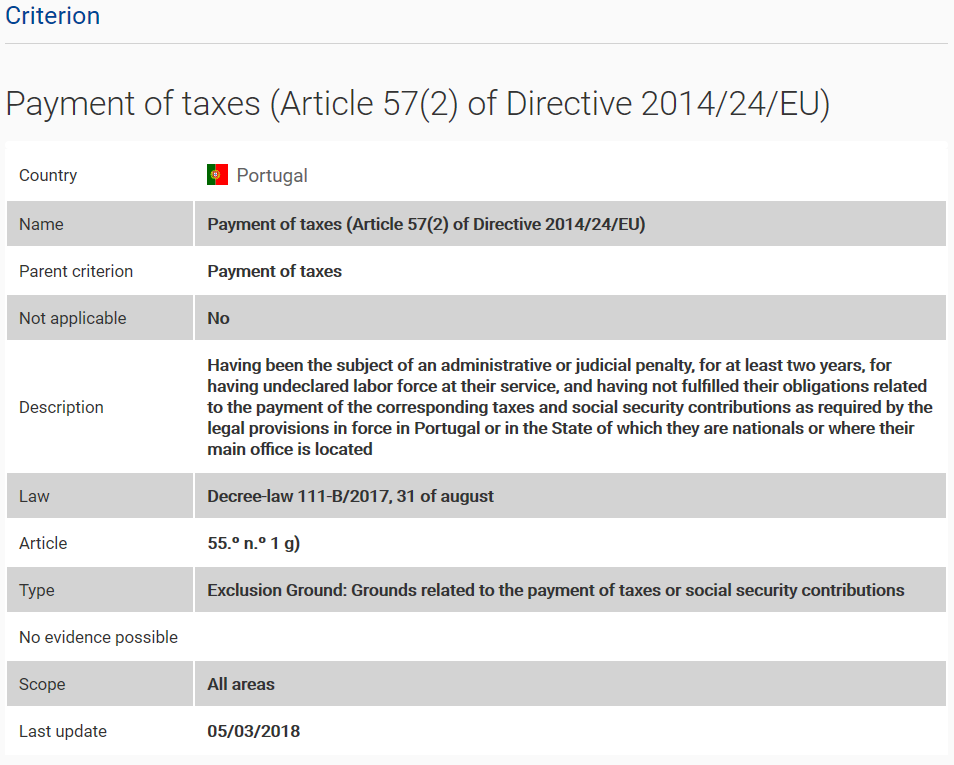 Criterion
Payment of taxes (Article 57(2) of Directive 2014/24/EU)
Country Portugal
Name Payment of taxes (Article 57(2) of Directive 2014/24/EU)
Parent criterion Payment of taxes
Not applicable No
Description Having been the subject of an administrative or judicial penalty, for at least two years, for
having undeclared labor force at their service, and having not fulfilled their obligations related
to the payment of the corresponding taxes and social security contributions as required by the
legal provisions in force in Portugal or in the State of which they are nationals or where their
main office is located
Law Decree-law 111-B/2017, 31 of august
Article 55.º n.º 1 g)
Type Exclusion Ground: Grounds related to the payment of taxes or social security contributions
No evidence possible
Scope All areas
Last update 05/03/2018